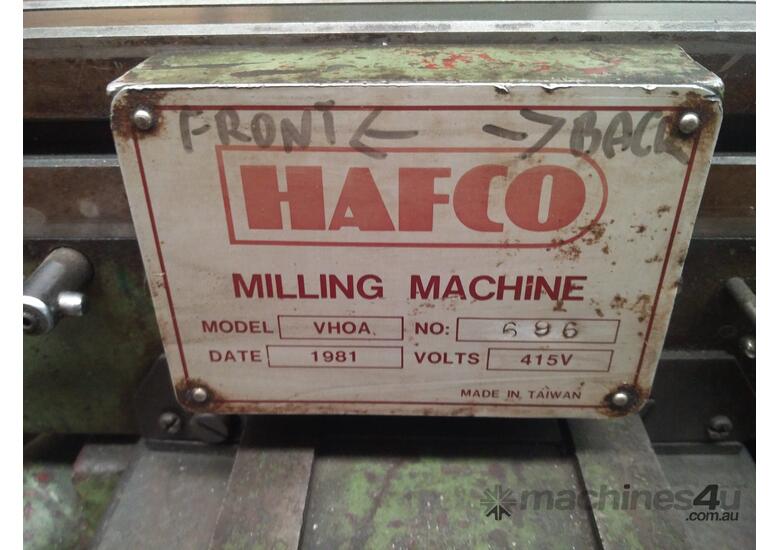 FRONT ← → BACK
HAFCO
MILLING MACHINE
MODEL VHOA NO: 696
DATE 1981 VOLTS 415V
MADE IN TAIWAN
machines4u
.com.au